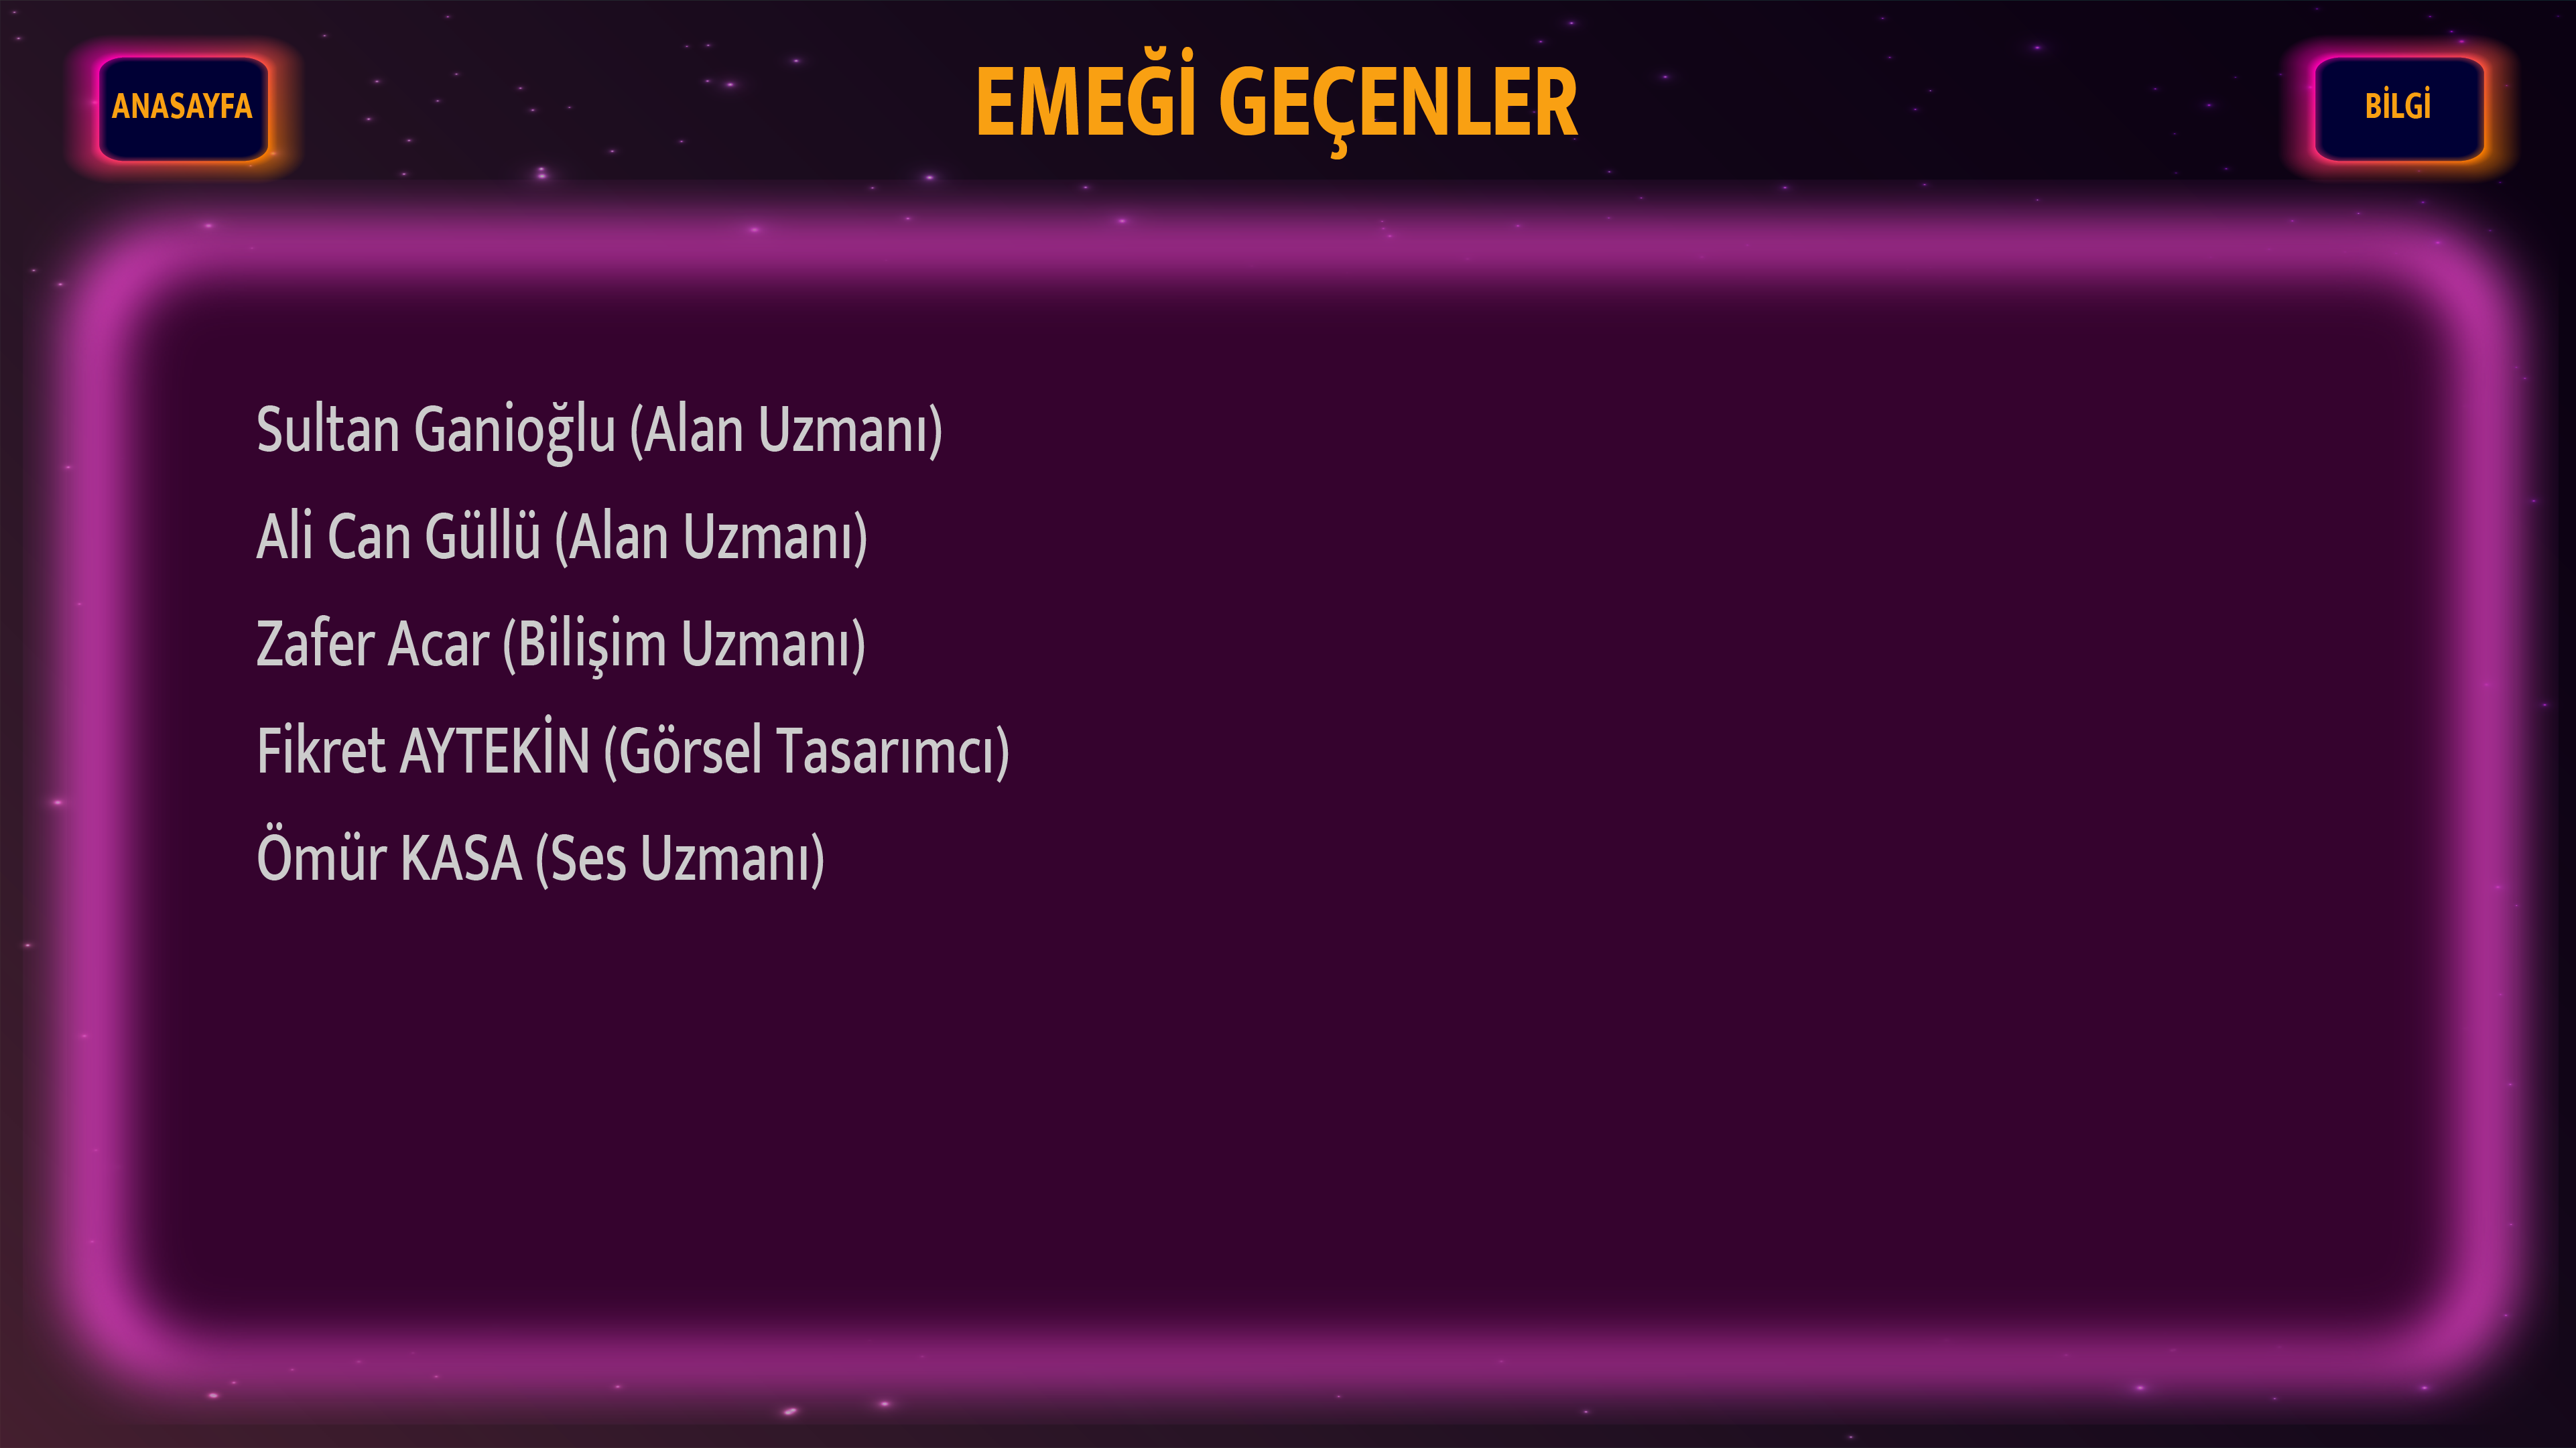 ANASAYFA
EMEĞİ GEÇENLER
BİLGİ
Sultan Ganioğlu (Alan Uzmanı)
Ali Can Güllü (Alan Uzmanı)
Zafer Acar (Bilişim Uzmanı)
Fikret AYTEKİN (Görsel Tasarımcı)
Ömür KASA (Ses Uzmanı)